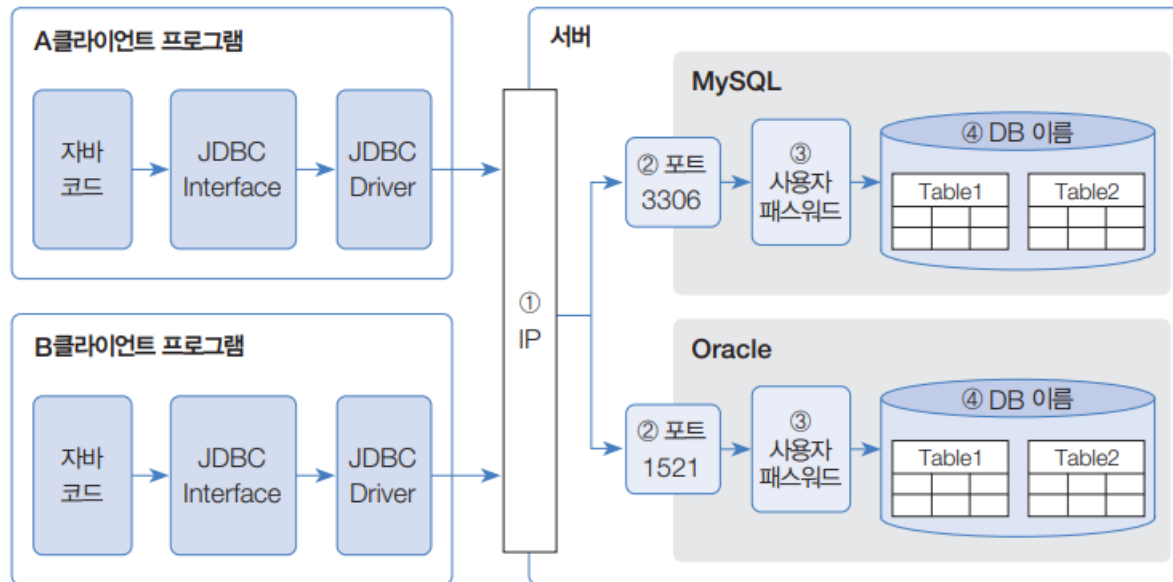 A클라이언트 프로그램
자바
코드
JDBC
Interface
JDBC
Driver
B클라이언트 프로그램
자바
코드
JDBC
Interface
JDBC
Driver
서버
①
IP
MySQL
② 포트
3306
③
사용자
패스워드
④ DB 이름
Table1
Table2
Oracle
② 포트
1521
③
사용자
패스워드
④ DB 이름
Table1
Table2